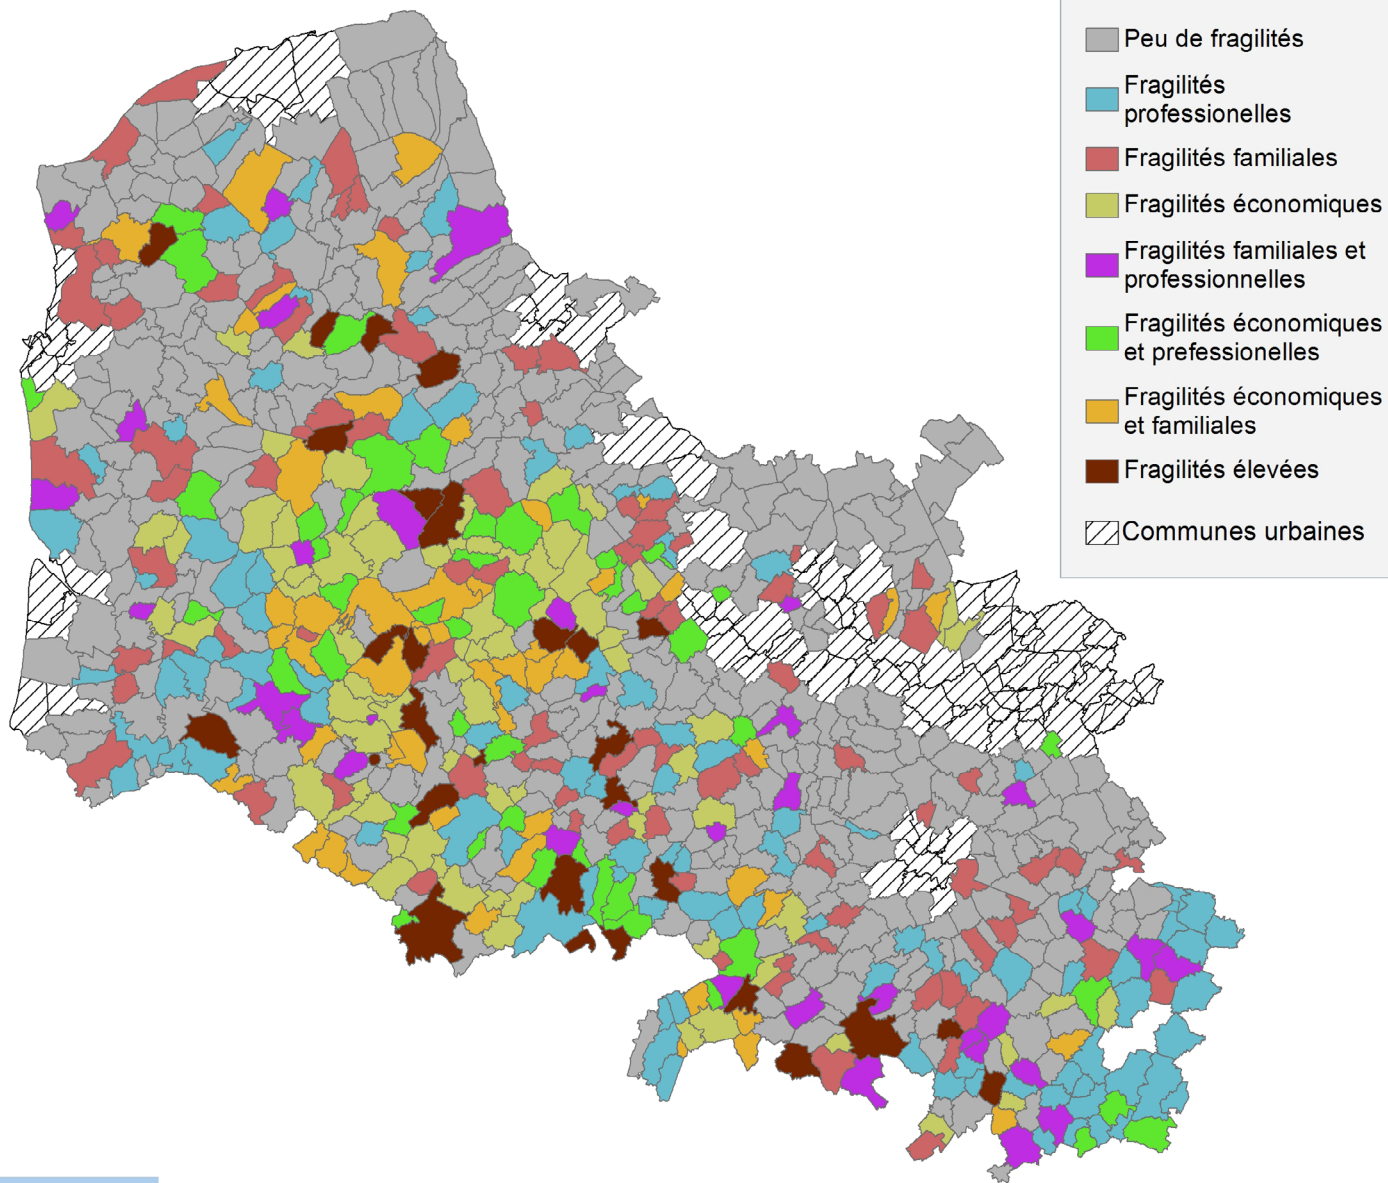 Peu de fragilités
Fragilités
professionelles
Fragilités familiales
Fragilités économiques
Fragilités familiales et
professionnelles
Fragilités économiques
et prefessionelles
Fragilités économiques
et familiales
Fragilités élevées
Communes urbaines